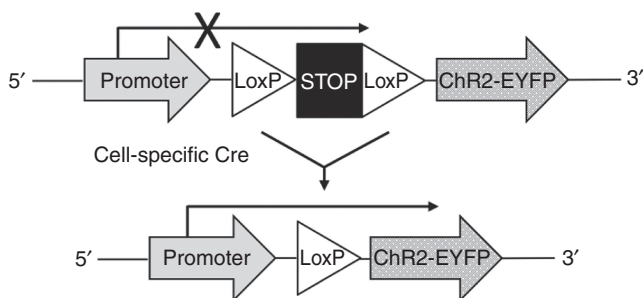 5′ Promoter LoxP STOP LoxP ChR2-EYFP 3′
Cell-specific Cre
5′ Promoter LoxP ChR2-EYFP 3′